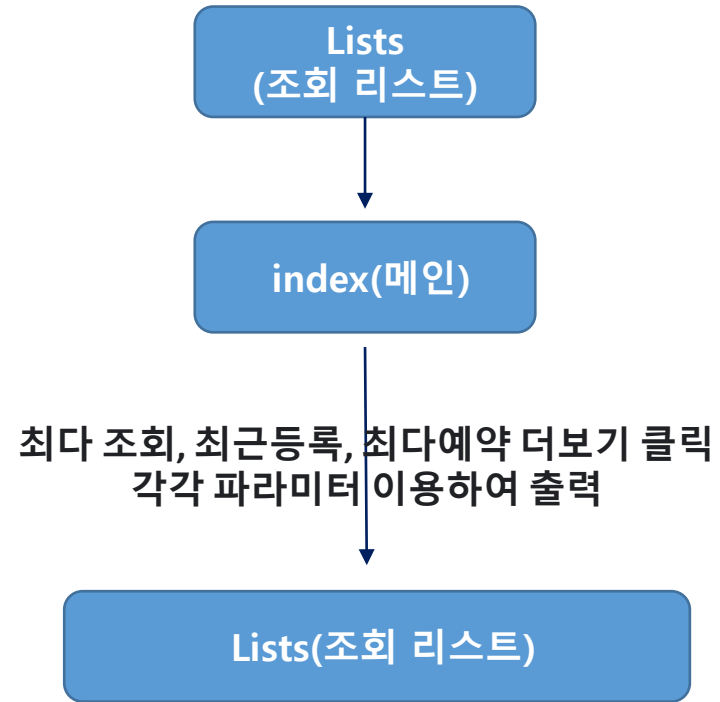 Lists
(조회 리스트)
index(메인)
최다 조회, 최근등록, 최다예약 더보기 클릭
각각 파라미터 이용하여 출력
Lists(조회 리스트)